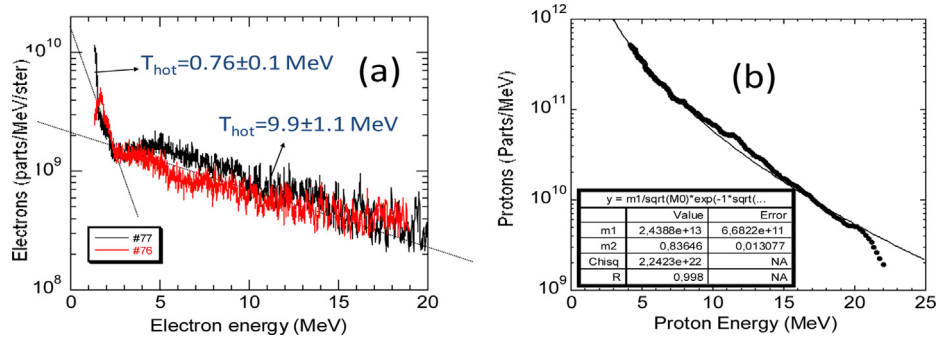 (a)
T_hot=0.76±0.1 MeV
T_hot=9.9±1.1 MeV
Electrons (parts/MeV/ster)
10^10
10^9
10^8
#77
#76
0 5 10 15 20
Electron energy (MeV)
(b)
Protons (Parts/MeV)
10^12
10^11
10^10
10^9
y = m1/sqrt(M0)*exp(-1*sqrt(...
Value Error
m1 2,4388e+13 6,6822e+11
m2 0,83646 0,013077
Chisq 2,2423e+22 NA
R 0,998 NA
0 5 10 15 20 25
Proton Energy (MeV)